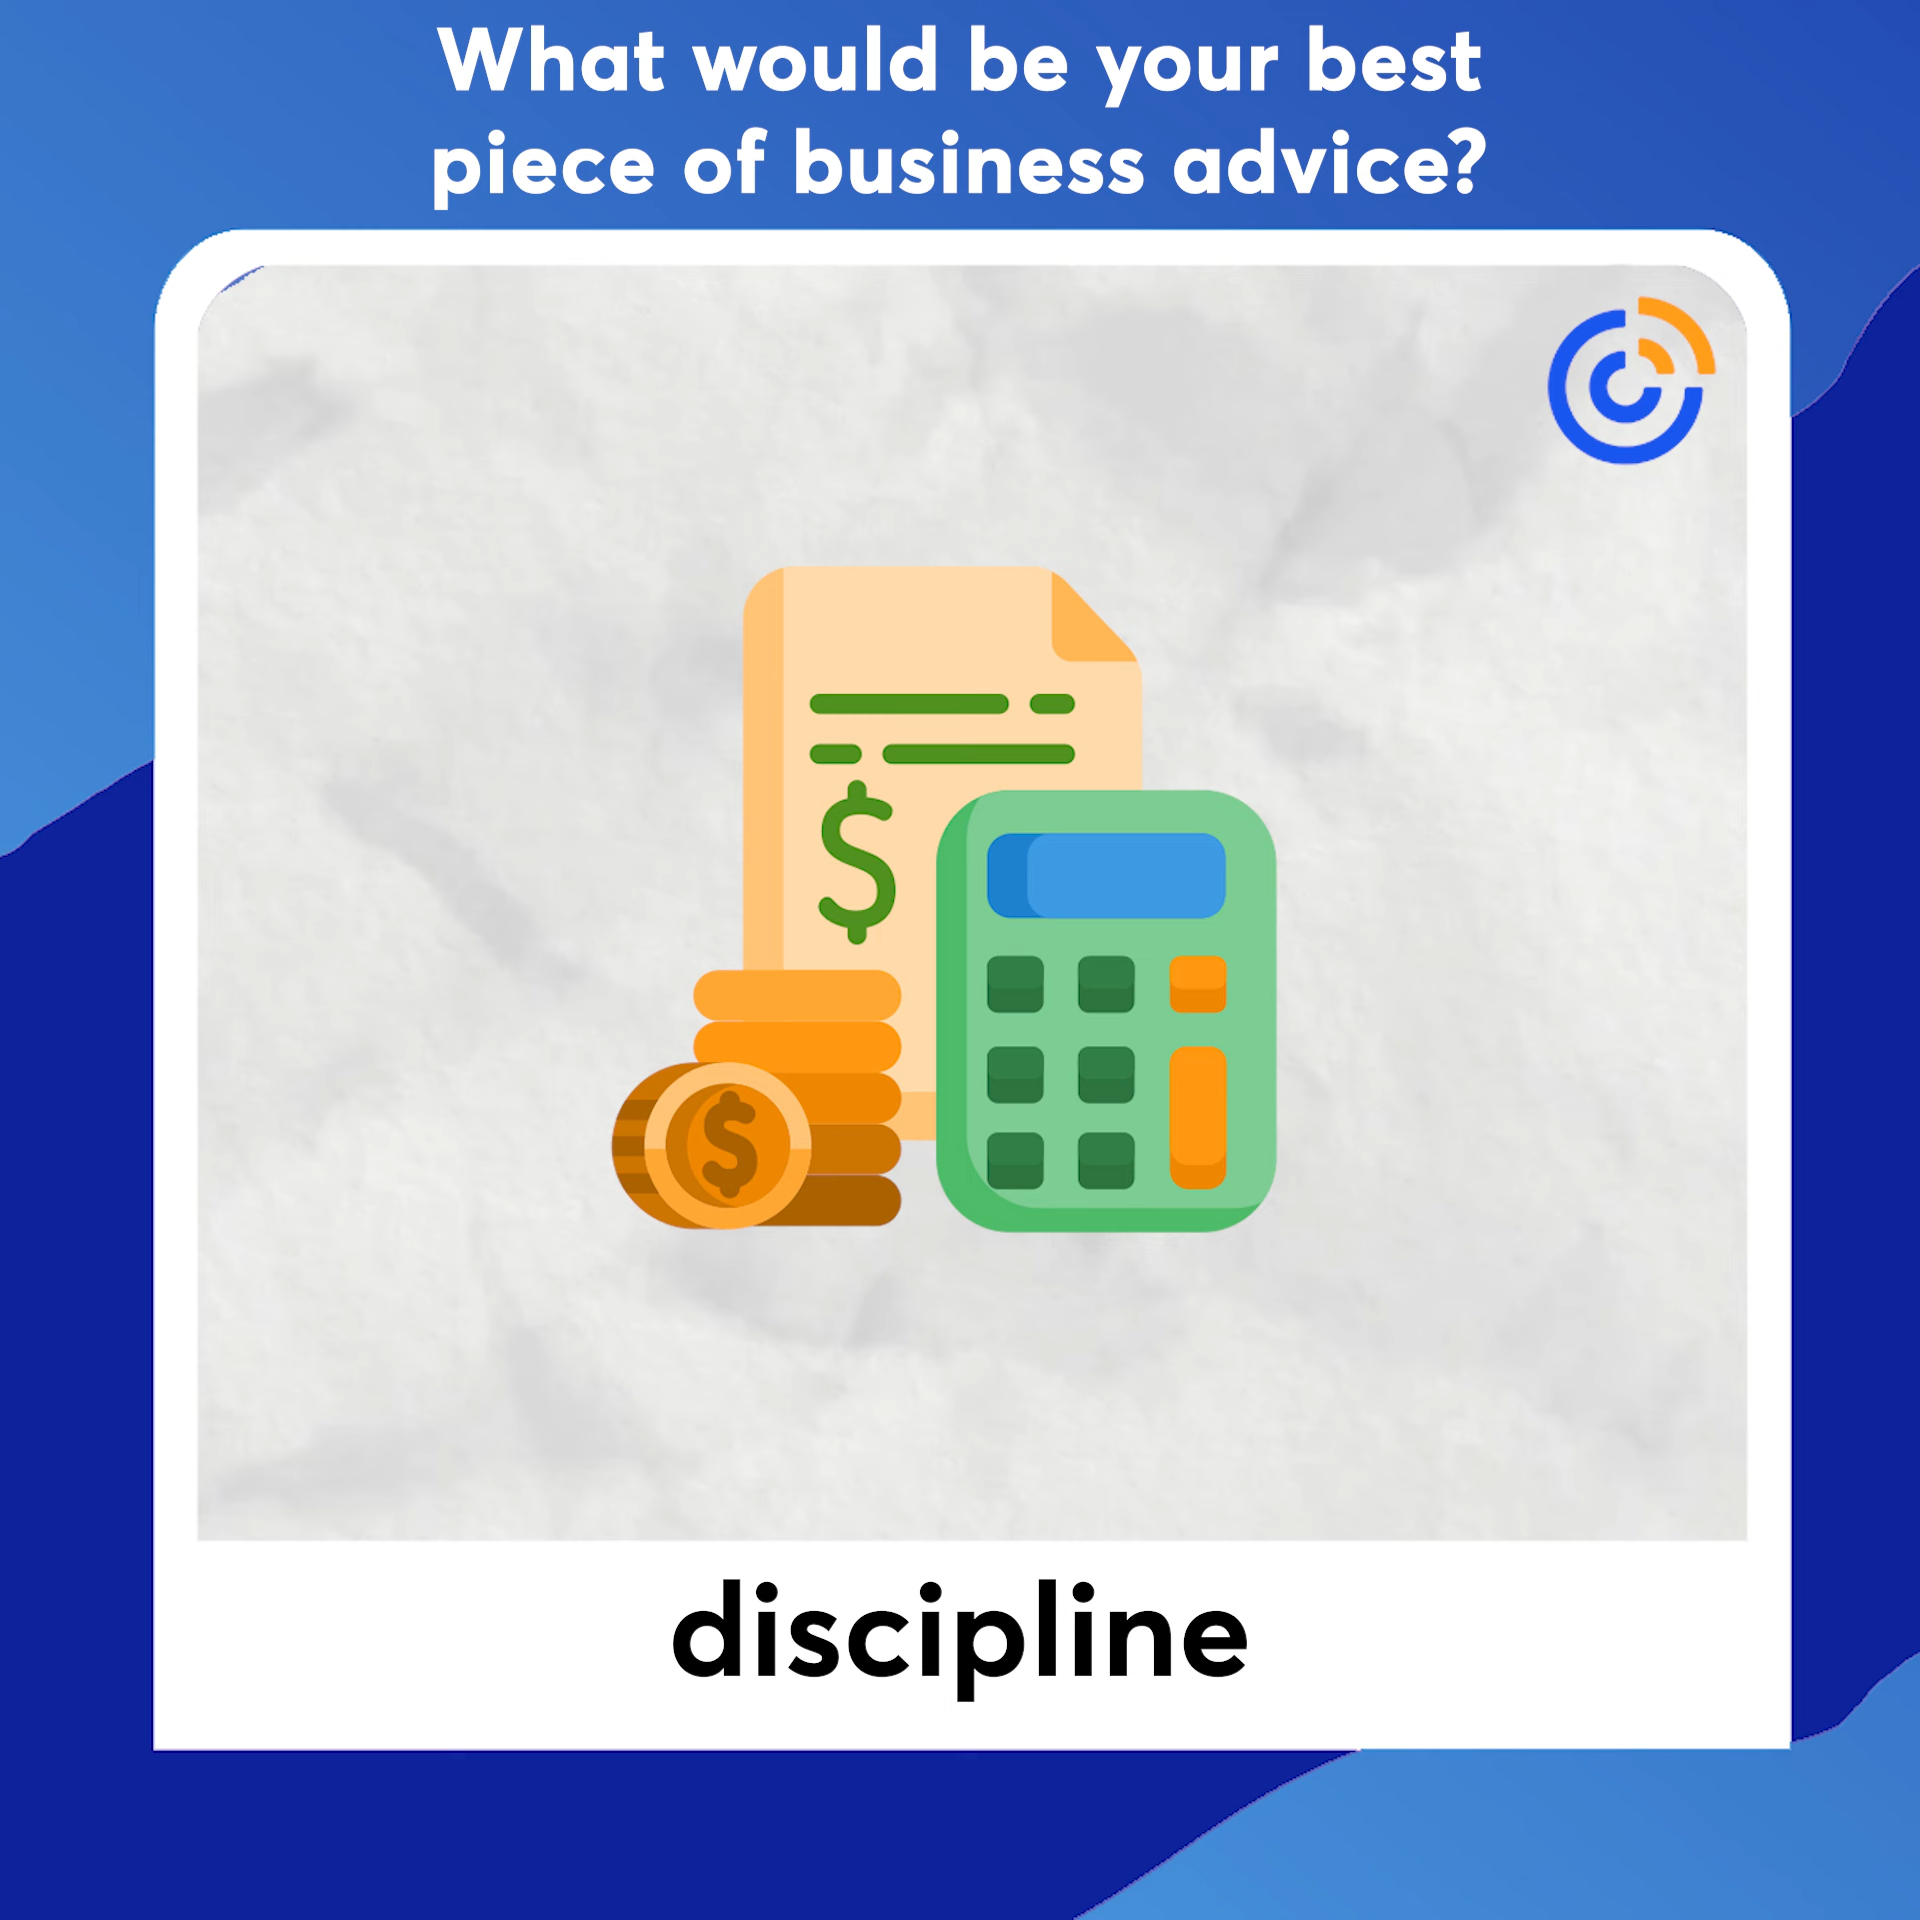 What would be your best
piece of business advice?
$
$
discipline